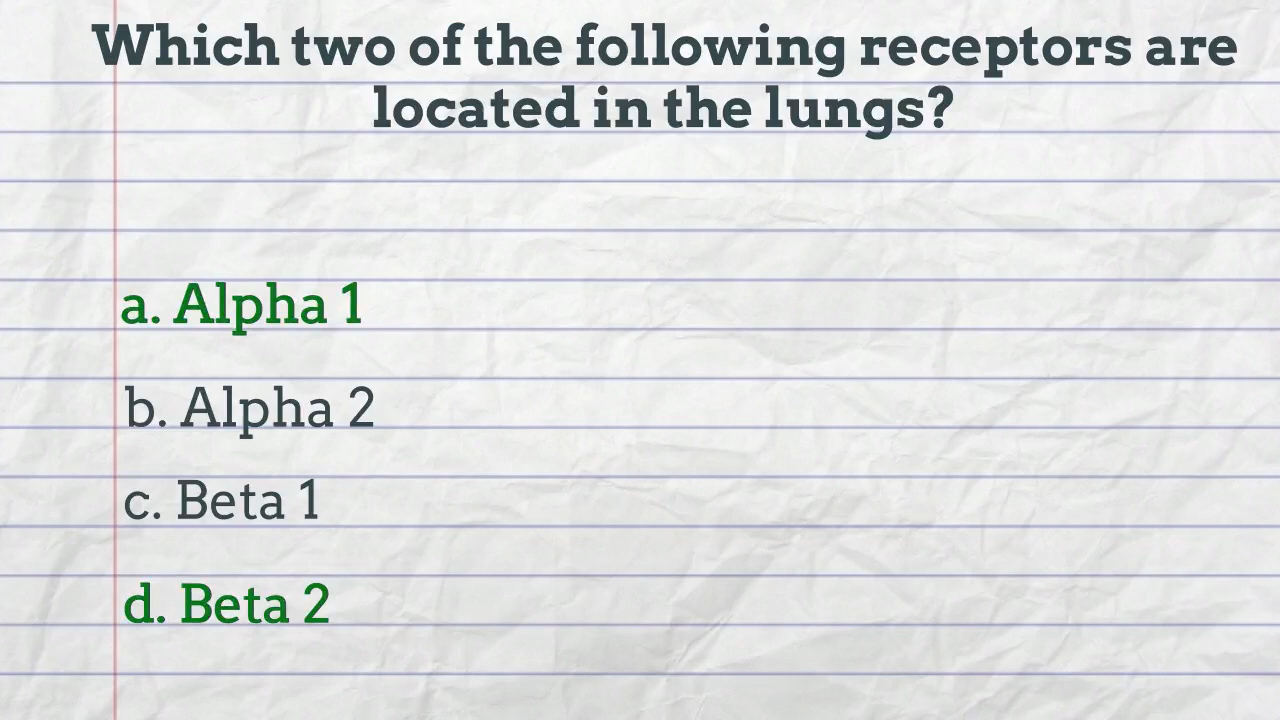 Which two of the following receptors are
located in the lungs?
a. Alpha 1
b. Alpha 2
c. Beta 1
d. Beta 2